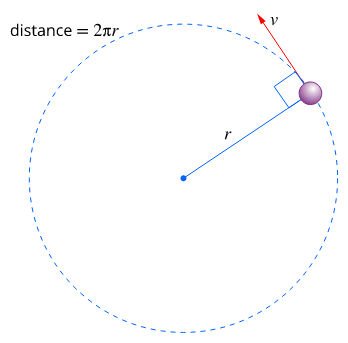 distance = 2πr
v
r